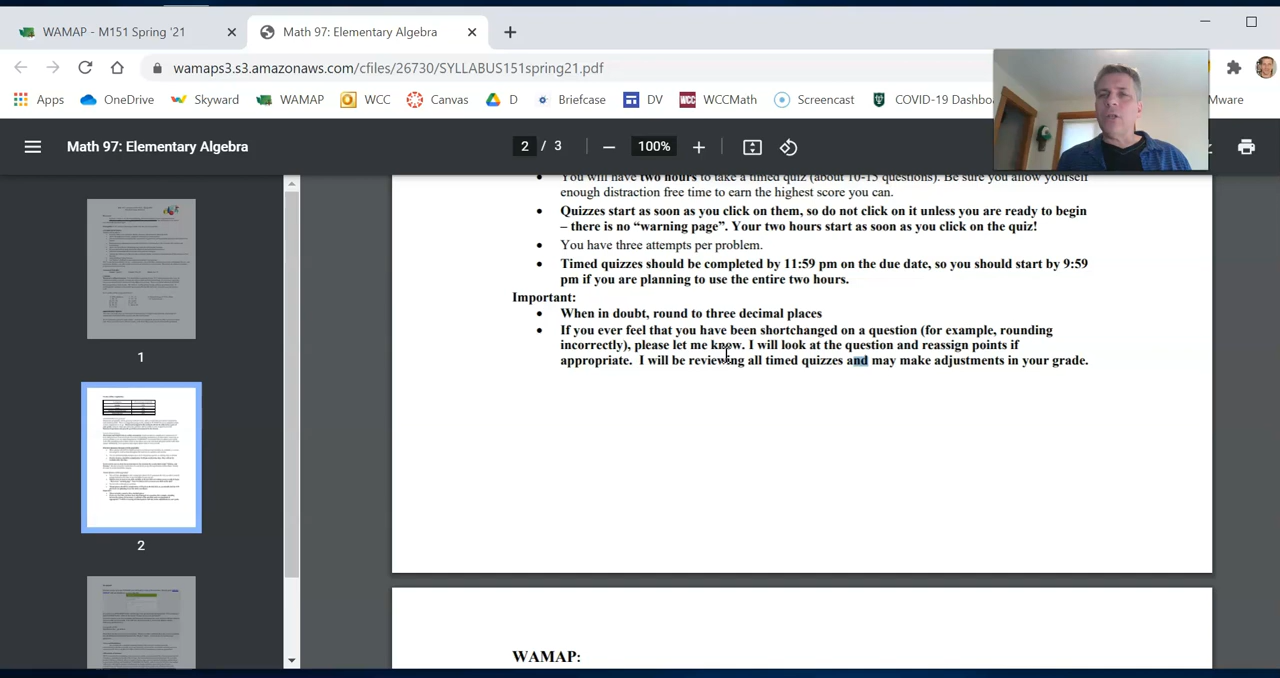 WAMAP - M151 Spring '21
Math 97: Elementary Algebra
wamaps3.s3.amazonaws.com/cfiles/26730/SYLLABUS151spring21.pdf
Apps OneDrive Skyward WAMAP WCC Canvas D Briefcase DV WCCMath Screencast COVID-19 Dashbo Mware
Math 97: Elementary Algebra
2 / 3
100%
You will have two hours to take a timed quiz (about 10-15 questions). Be sure you allow yourself
enough distraction free time to earn the highest score you can.
• Quizzes start as soon as you click on them, so do not click on it unless you are ready to begin
– there is no “warning page”. Your two hours start as soon as you click on the quiz!
• You have three attempts per problem.
• Timed quizzes should be completed by 11:59 pm on the due date, so you should start by 9:59
pm if you are planning to use the entire two hours.
Important:
• When in doubt, round to three decimal places
• If you ever feel that you have been shortchanged on a question (for example, rounding
incorrectly), please let me know. I will look at the question and reassign points if
appropriate. I will be reviewing all timed quizzes and may make adjustments in your grade.
WAMAP:
1
2